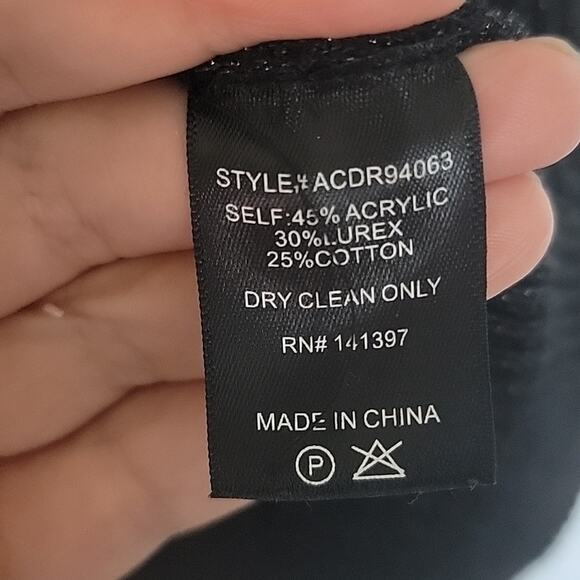 STYLE# ACDR94063
SELF:45% ACRYLIC
30%LUREX
25%COTTON
DRY CLEAN ONLY
RN# 141397
MADE IN CHINA
P